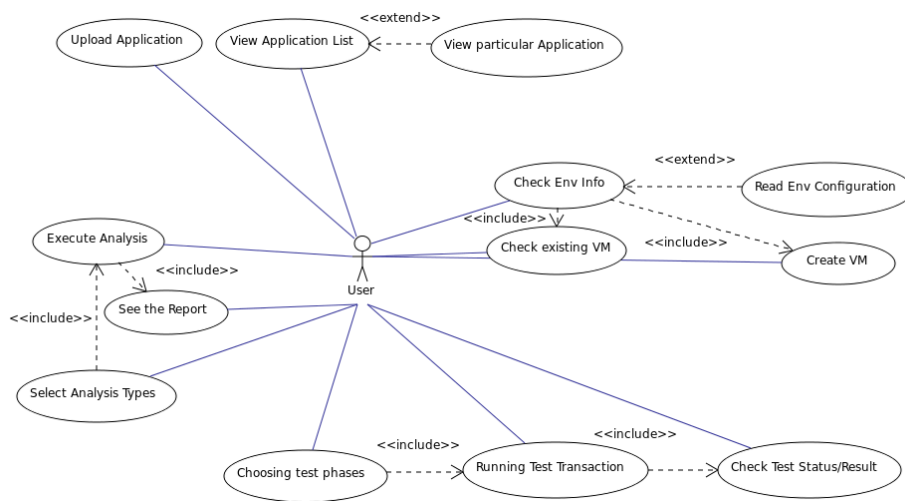 <<extend>>
Upload Application
View Application List
View particular Application
<<extend>>
Check Env Info
Read Env Configuration
<<include>>
Execute Analysis
<<include>>
Check existing VM
<<include>>
Create VM
User
See the Report
<<include>>
Select Analysis Types
<<include>>
<<include>>
Choosing test phases
Running Test Transaction
Check Test Status/Result